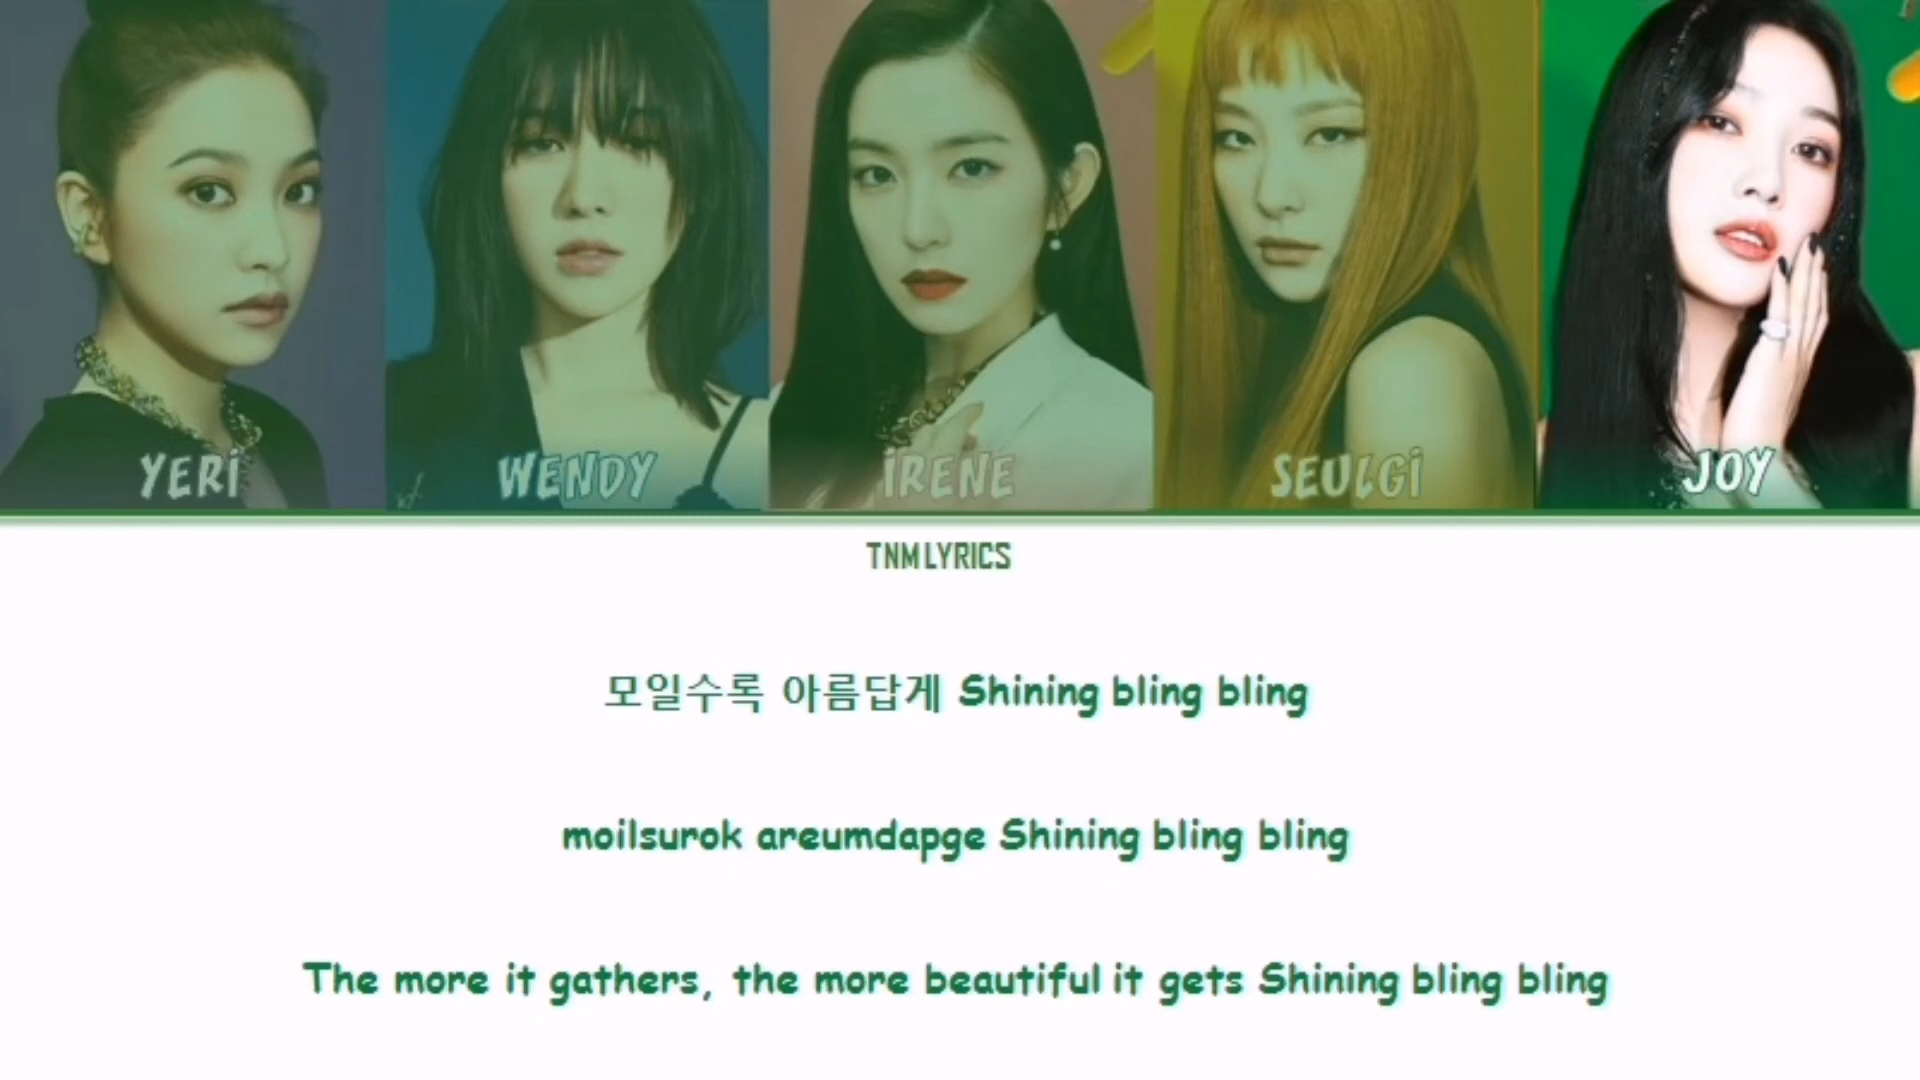 YERi
WENDY
iRENE
SEULGi
JOY
TNM LYRICS
모일수록 아름답게 Shining bling bling
moilsurok areumdapge Shining bling bling
The more it gathers, the more beautiful it gets Shining bling bling